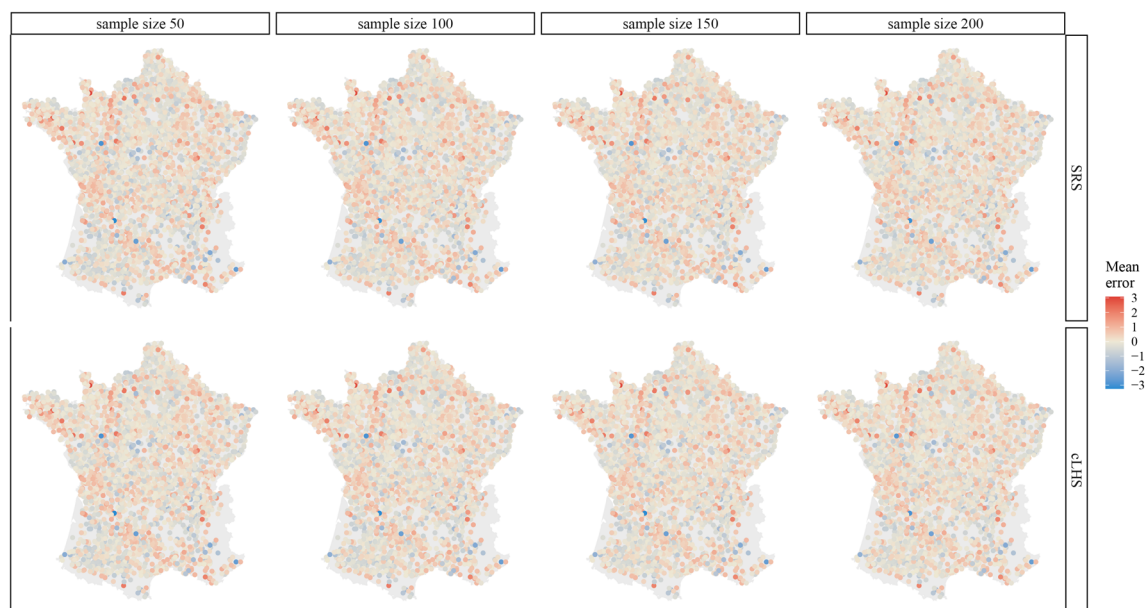 sample size 50
sample size 100
sample size 150
sample size 200
SRS
cLHS
Mean
error
3
2
1
0
−1
−2
−3